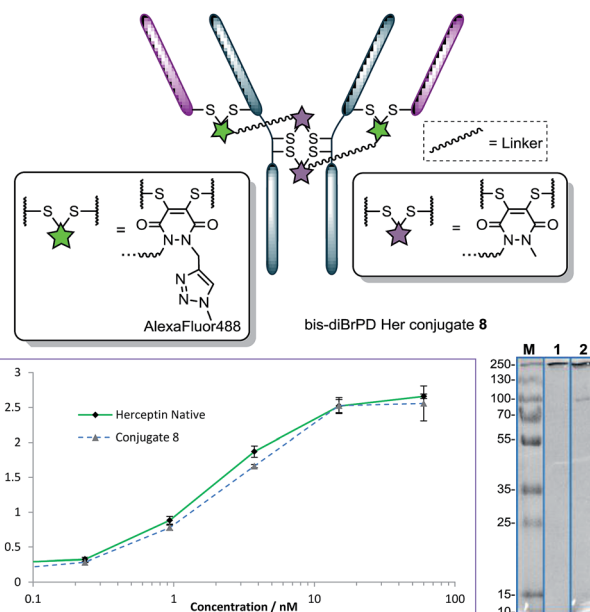 S S
S S
S S
S S
= Linker
S S
=
S S
O O
N N
N
N N
AlexaFluor488
S S
=
S S
O O
N N
bis-diBrPD Her conjugate 8
M 1 2
250-
130-
100-
70-
55-
35-
25-
15-
10-
3
2.5
2
1.5
1
0.5
0
Herceptin Native
Conjugate 8
0.1 1 10 100
Concentration / nM